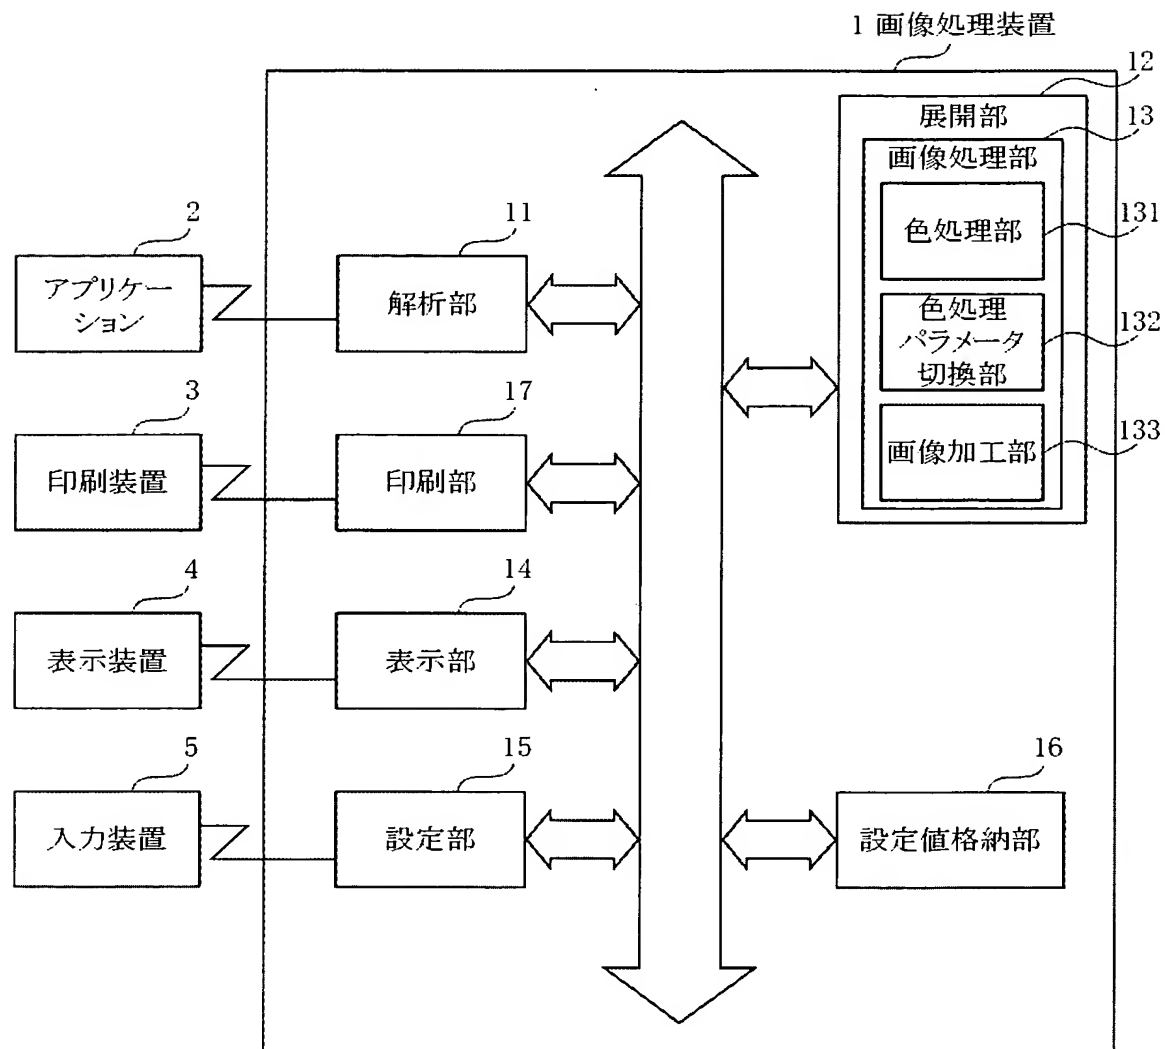 1 画像処理装置
12
展開部
13
画像処理部
131
色処理部
132
色処理
パラメータ
切換部
133
画像加工部
2
アプリケー
ション
11
解析部
3
印刷装置
17
印刷部
4
表示装置
14
表示部
5
入力装置
15
設定部
16
設定値格納部